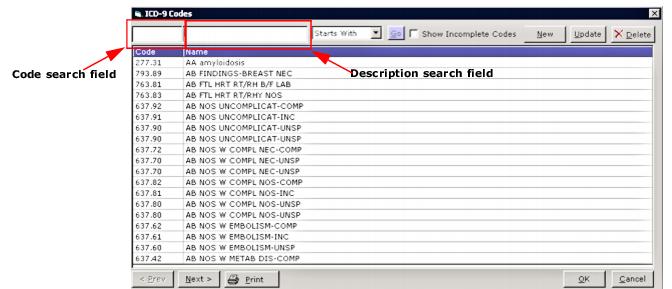 ICD-9 Codes
Starts With Go Show Incomplete Codes New Update Delete
Code Name
277.31 AA amyloidosis
Code search field
793.89 AB FINDINGS-BREAST NEC
Description search field
763.81 AB FTL HRT RT/RH B/F LAB
763.83 AB FTL HRT RT/RHY NOS
637.92 AB NOS UNCOMPLICAT-COMP
637.91 AB NOS UNCOMPLICAT-INC
637.90 AB NOS UNCOMPLICAT-UNSP
637.90 AB NOS UNCOMPLICAT-UNSP
637.72 AB NOS W COMPL NEC-COMP
637.70 AB NOS W COMPL NEC-UNSP
637.70 AB NOS W COMPL NEC-UNSP
637.82 AB NOS W COMPL NOS-COMP
637.81 AB NOS W COMPL NOS-INC
637.80 AB NOS W COMPL NOS-UNSP
637.80 AB NOS W COMPL NOS-UNSP
637.62 AB NOS W EMBOLISM-COMP
637.61 AB NOS W EMBOLISM-INC
637.60 AB NOS W EMBOLISM-UNSP
637.42 AB NOS W METAB DIS-COMP
< Prev Next > Print OK Cancel